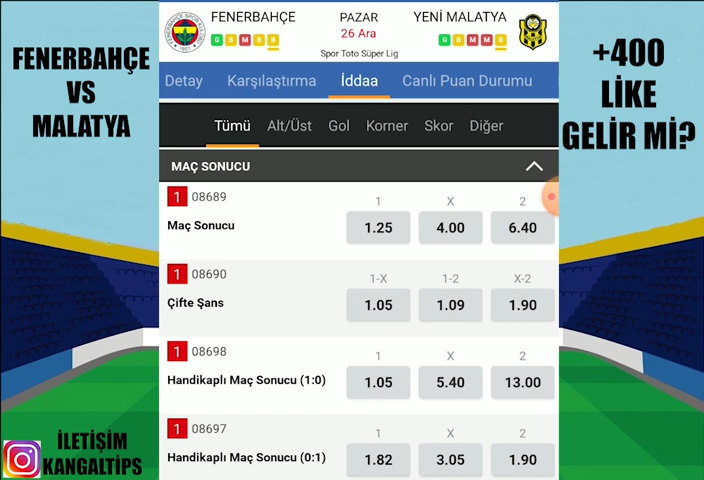 FENERBAHÇE
VS
MALATYA
+400
LİKE
GELİR Mİ?
FENERBAHÇE
G B M B B
PAZAR
26 Ara
YENİ MALATYA
G B M M B
Spor Toto Süper Lig
Detay Karşılaştırma İddaa Canlı Puan Durumu
Tümü Alt/Üst Gol Korner Skor Diğer
MAÇ SONUCU
1 08689
1 X 2
Maç Sonucu 1.25 4.00 6.40
1 08690
1-X 1-2 X-2
Çifte Şans 1.05 1.09 1.90
1 08698
1 X 2
Handikaplı Maç Sonucu (1:0) 1.05 5.40 13.00
1 08697
1 X 2
Handikaplı Maç Sonucu (0:1) 1.82 3.05 1.90
İLETİŞİM
KANGALTİPS